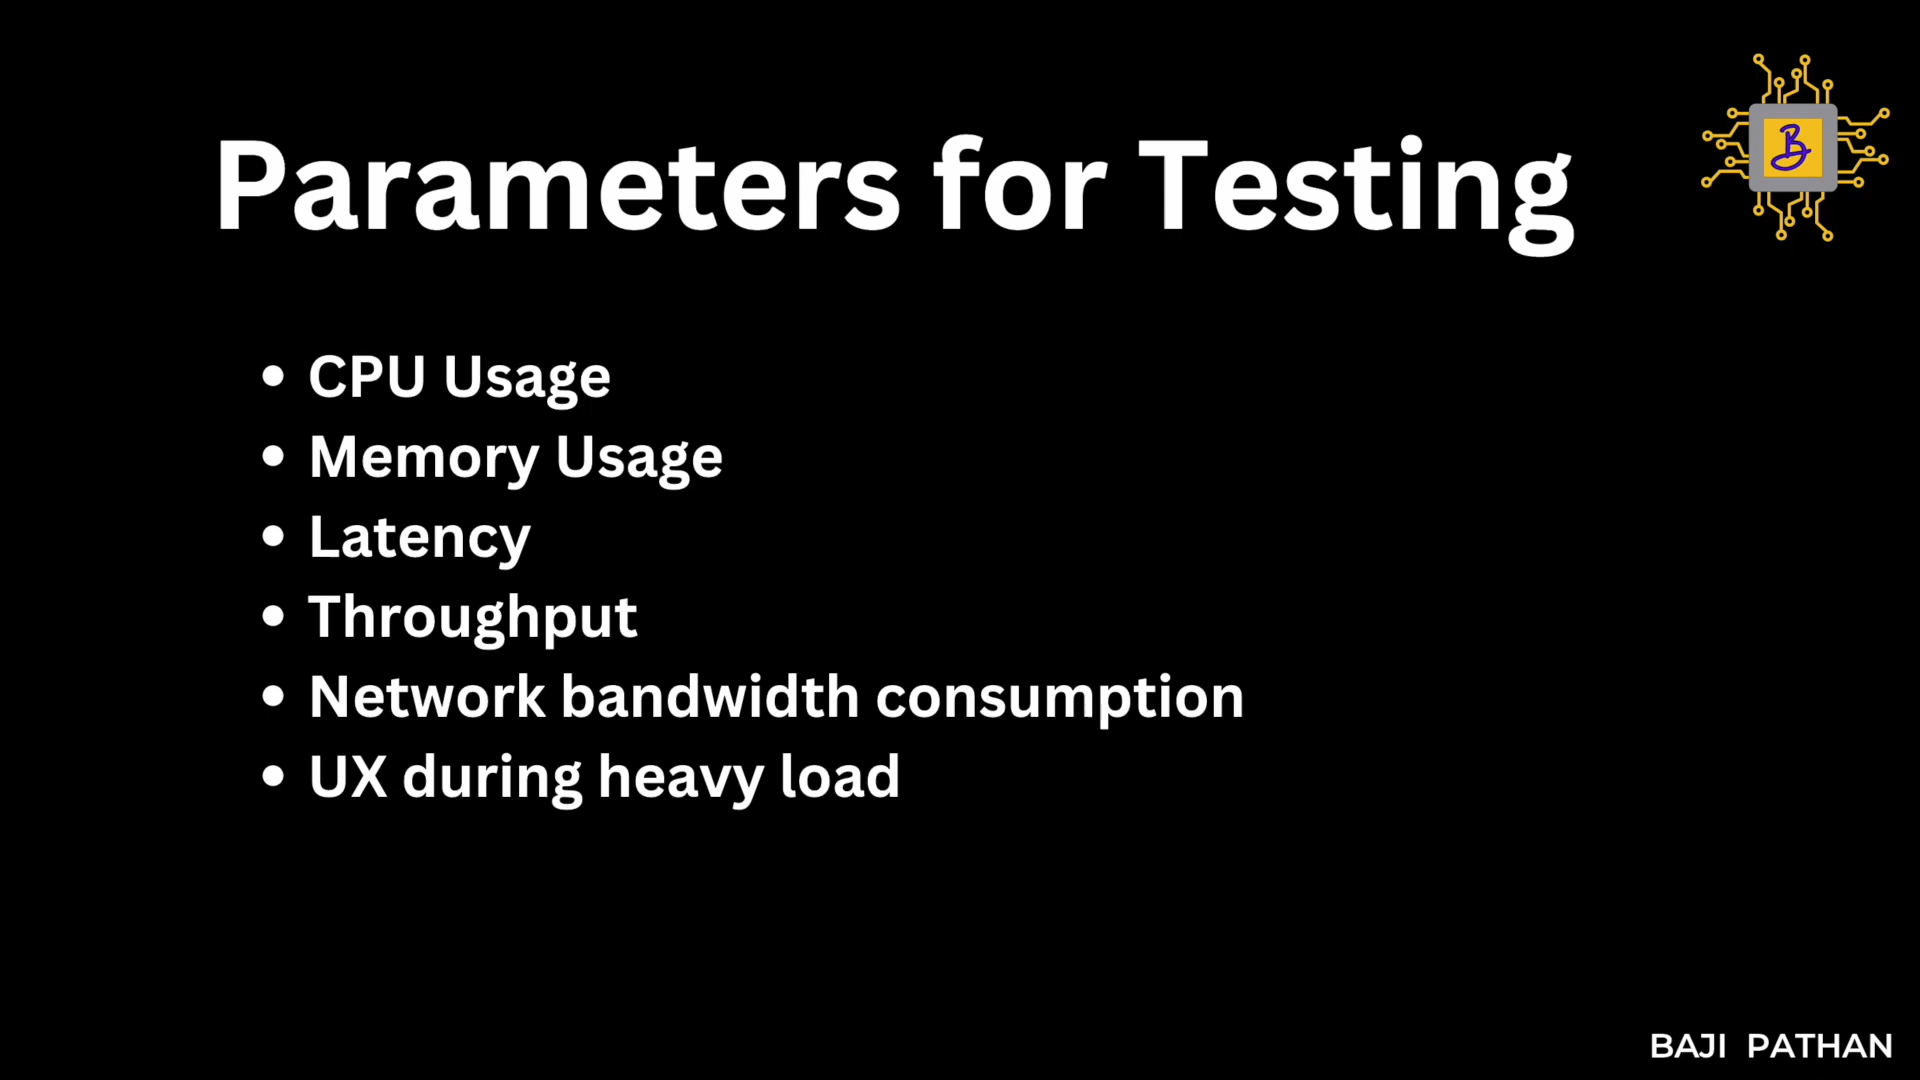 Parameters for Testing
B
• CPU Usage
• Memory Usage
• Latency
• Throughput
• Network bandwidth consumption
• UX during heavy load
BAJI PATHAN